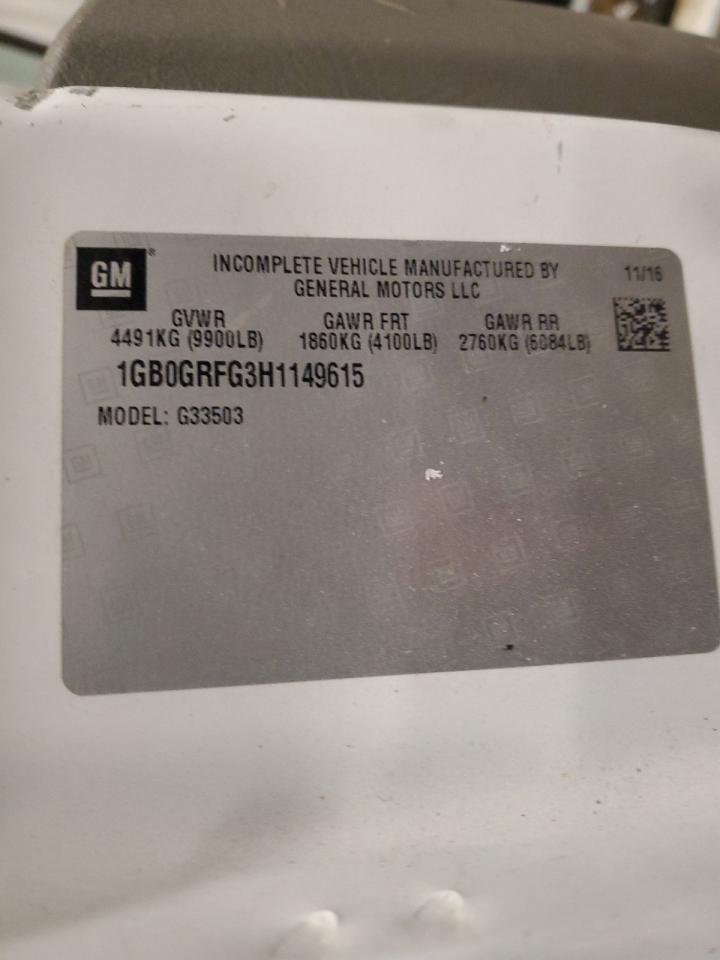 GM®
INCOMPLETE VEHICLE MANUFACTURED BY
GENERAL MOTORS LLC
11/16
GVWR GAWR FRT GAWR RR
4491KG (9900LB) 1860KG (4100LB) 2760KG (6084LB)
1GB0GRFG3H1149615
MODEL: G33503